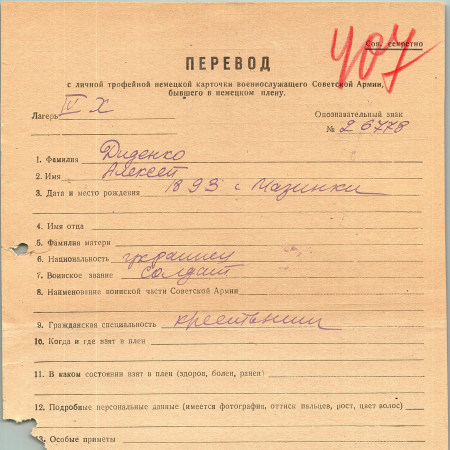 407
Сов. секретно
ПЕРЕВОД
с личной трофейной немецкой карточки военнослужащего Советской Армии,
бывшего в немецком плену.
Лагерь IV X
Опознавательный знак
№ 26778
1. Фамилия Диденко
2. Имя Алексей
3. Дата и место рождения 1893 с Мазинки
4. Имя отца
5. Фамилия матери
6. Национальность украинец
7. Воинское звание солдат
8. Наименование воинской части Советской Армии
9. Гражданская специальность крестьянин
10. Когда и где взят в плен
11. В каком состоянии взят в плен (здоров, болен, ранен)
12. Подробные персональные данные (имеется фотография, оттиск пальцев, рост, цвет волос)
13. Особые приметы